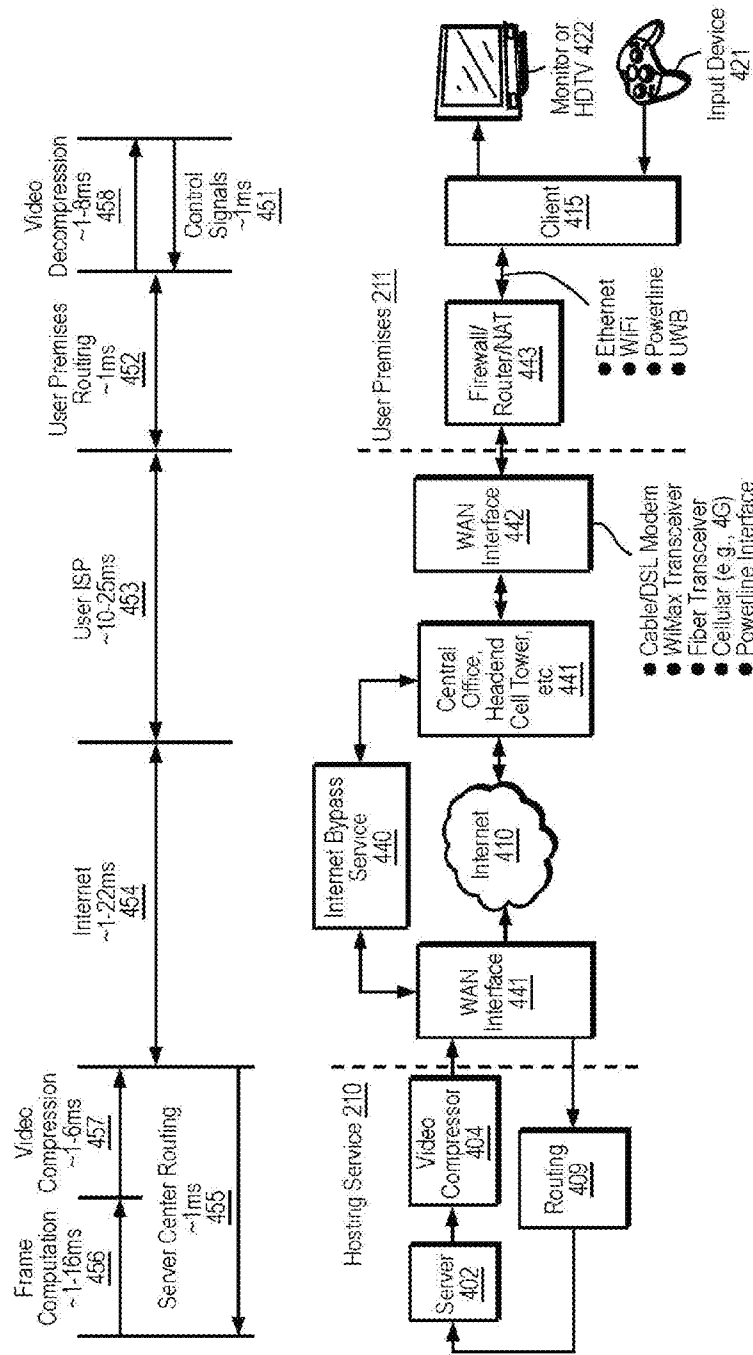 Frame
Computation
~1-16ms
456
Video
Compression
~1-6ms
457
Server Center Routing
~1ms
455
Internet
~1-22ms
454
User ISP
~10-25ms
453
User Premises
Routing
~1ms
452
Video
Decompression
~1-8ms
458
Control
Signals
~1ms
451
Hosting Service 210
Server
402
Video
Compressor
404
Routing
409
WAN
Interface
441
Internet Bypass
Service
440
Internet
410
Central
Office,
Headend
Cell Tower,
etc.
441
WAN
Interface
442
● Cable/DSL Modem
● WiMax Transceiver
● Fiber Transceiver
● Cellular (e.g., 4G)
● Powerline Interface
User Premises 211
Firewall/
Router/NAT
443
● Ethernet
● WiFi
● Powerline
● UWB
Client
415
Monitor or
HDTV 422
Input Device
421